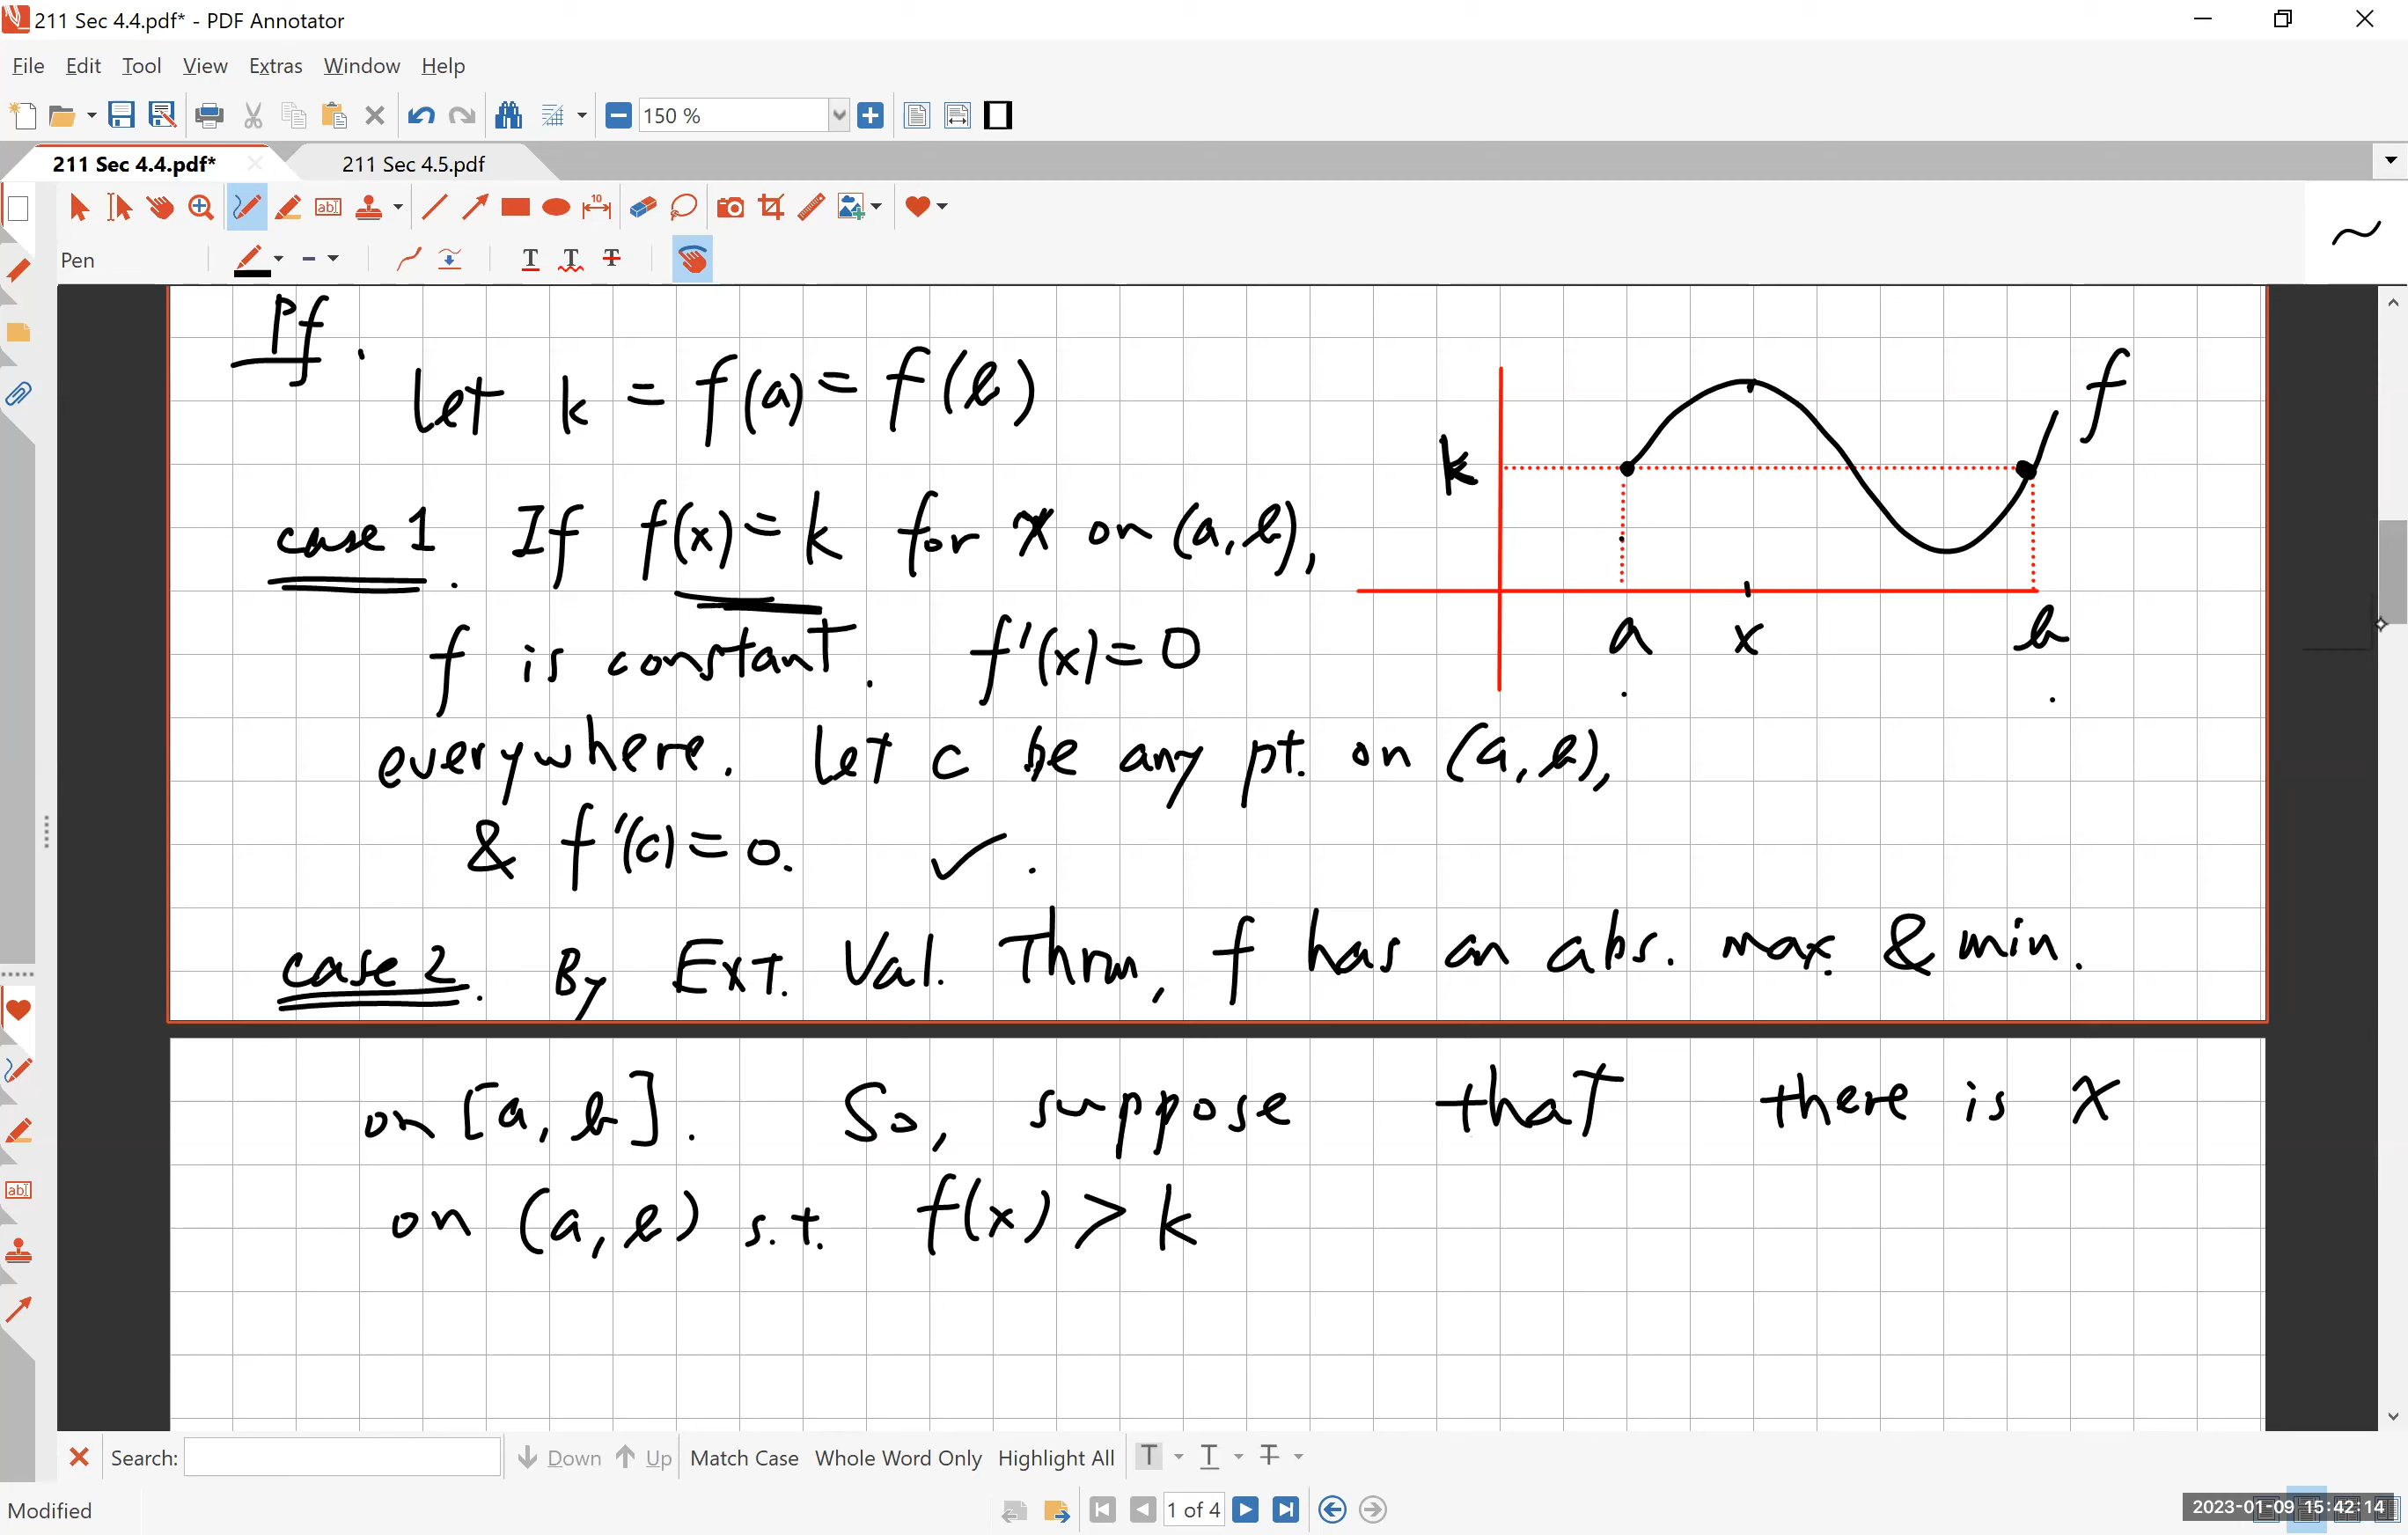 211 Sec 4.4.pdf* - PDF Annotator
File Edit Tool View Extras Window Help
150 %
211 Sec 4.4.pdf* 211 Sec 4.5.pdf
Pen
Pf.
Let k = f(a) = f(b)
case 1. If f(x) = k for x on (a,b),
f is constant. f'(x) = 0
everywhere. Let c be any pt. on (a,b),
& f'(c) = 0. ✓.
k
f
a x b
case 2. By Ext. Val. Thrm, f has an abs. max. & min.
on [a,b]. So, suppose that there is x
on (a,b) s.t. f(x) > k
Search: Down Up Match Case Whole Word Only Highlight All
1 of 4
Modified
2023-01-09 15:42:14